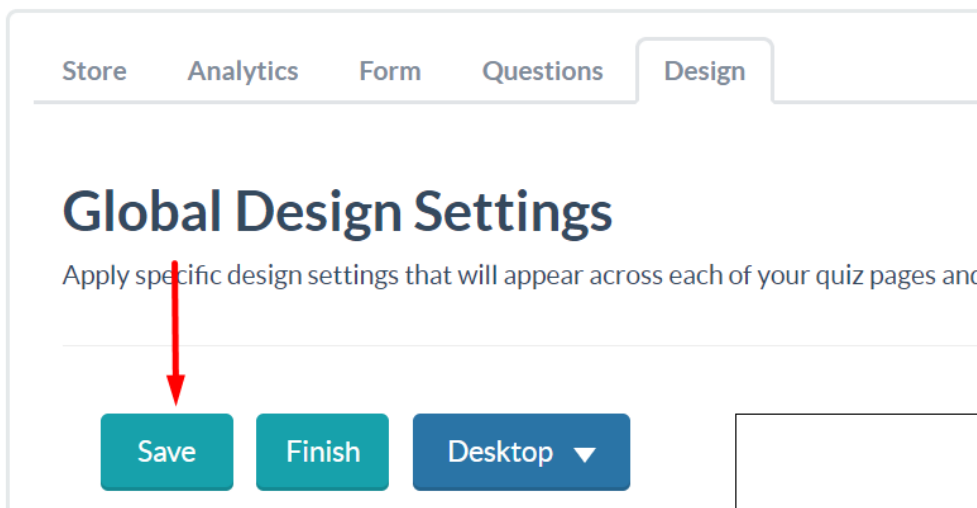 Store Analytics Form Questions Design
Global Design Settings
Apply specific design settings that will appear across each of your quiz pages and
Save Finish Desktop